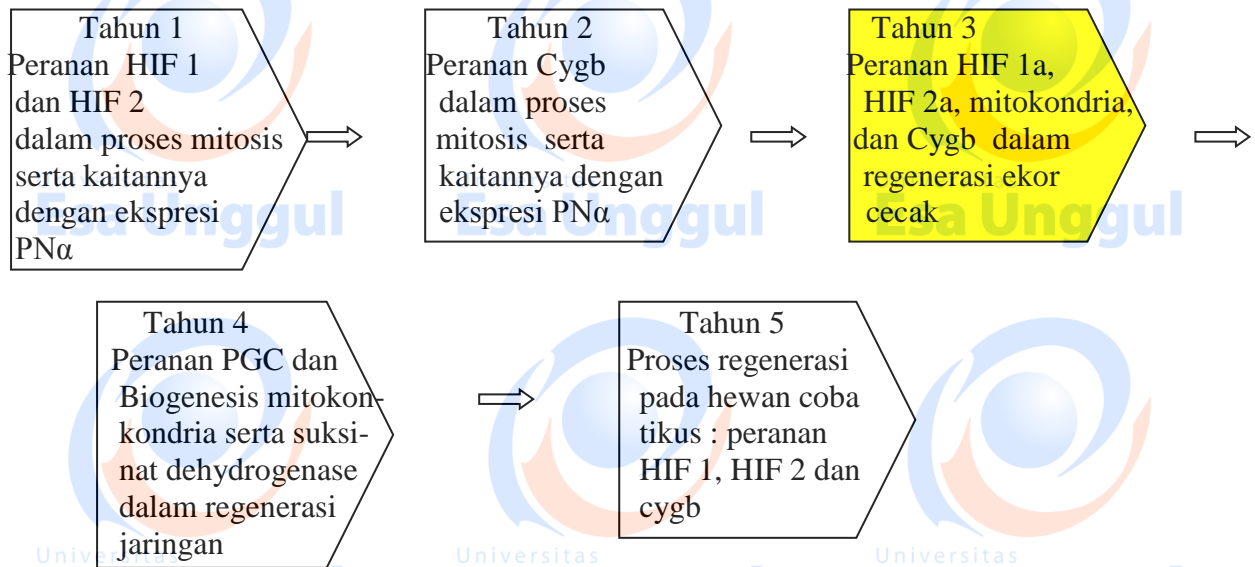 Tahun 1
Peranan HIF 1
dan HIF 2
dalam proses mitosis
serta kaitannya
dengan ekspresi
PNα
Tahun 2
Peranan Cygb
dalam proses
mitosis serta
kaitannya dengan
ekspresi PNα
Tahun 3
Peranan HIF 1a,
HIF 2a, mitokondria,
dan Cygb dalam
regenerasi ekor
cecak
Esa Unggul
Esa Unggul
Esa Unggul
Tahun 4
Peranan PGC dan
Biogenesis mitokon-
kondria serta suksi-
nat dehydrogenase
dalam regenerasi
jaringan
Tahun 5
Proses regenerasi
pada hewan coba
tikus : peranan
HIF 1, HIF 2 dan
cygb
Universitas
Universitas
Universitas